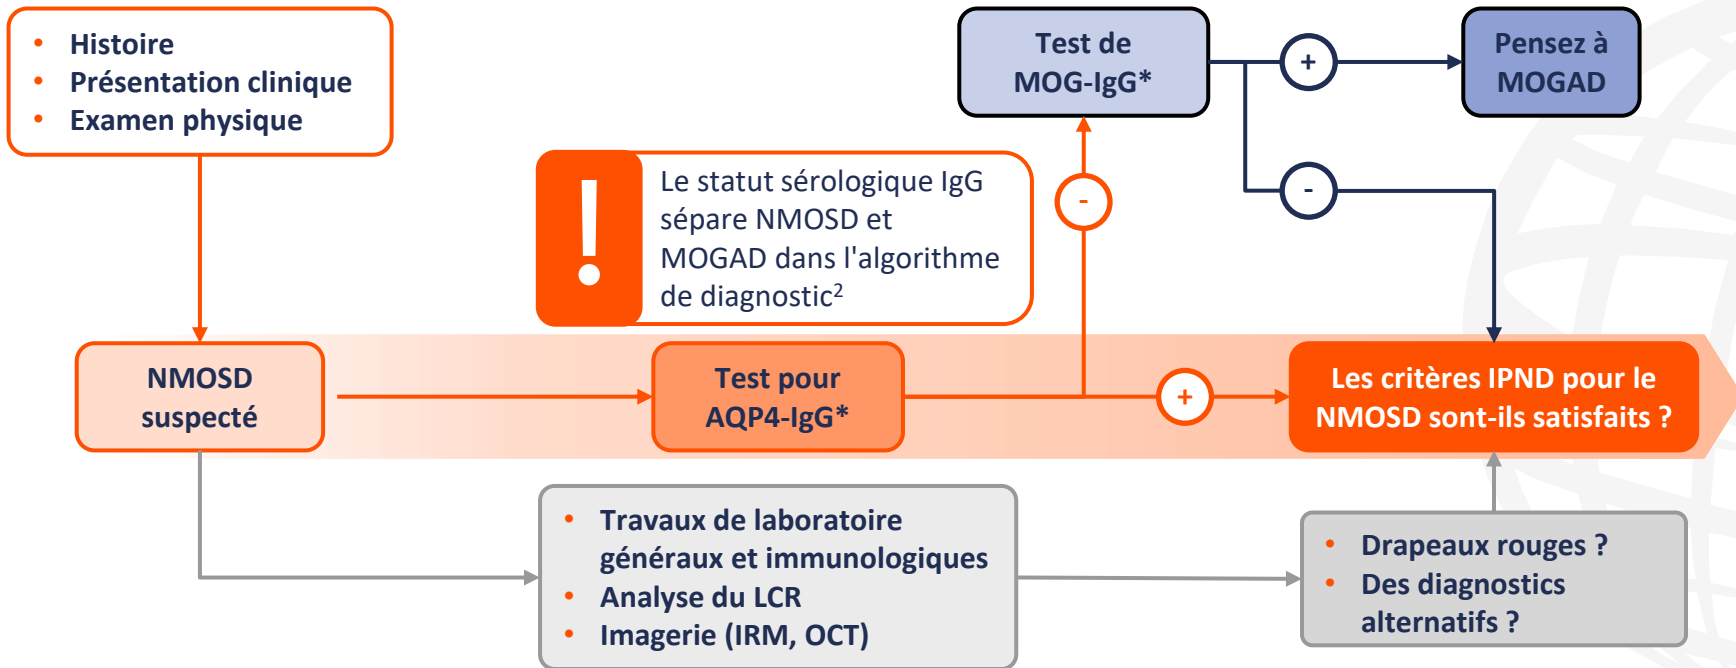 • Histoire
• Présentation clinique
• Examen physique
Test de
MOG-IgG*
+
Pensez à
MOGAD
-
!
Le statut sérologique IgG
sépare NMOSD et
MOGAD dans l'algorithme
de diagnostic²
-
NMOSD
suspecté
Test pour
AQP4-IgG*
+
Les critères IPND pour le
NMOSD sont-ils satisfaits ?
• Travaux de laboratoire
généraux et immunologiques
• Analyse du LCR
• Imagerie (IRM, OCT)
• Drapeaux rouges ?
• Des diagnostics
alternatifs ?